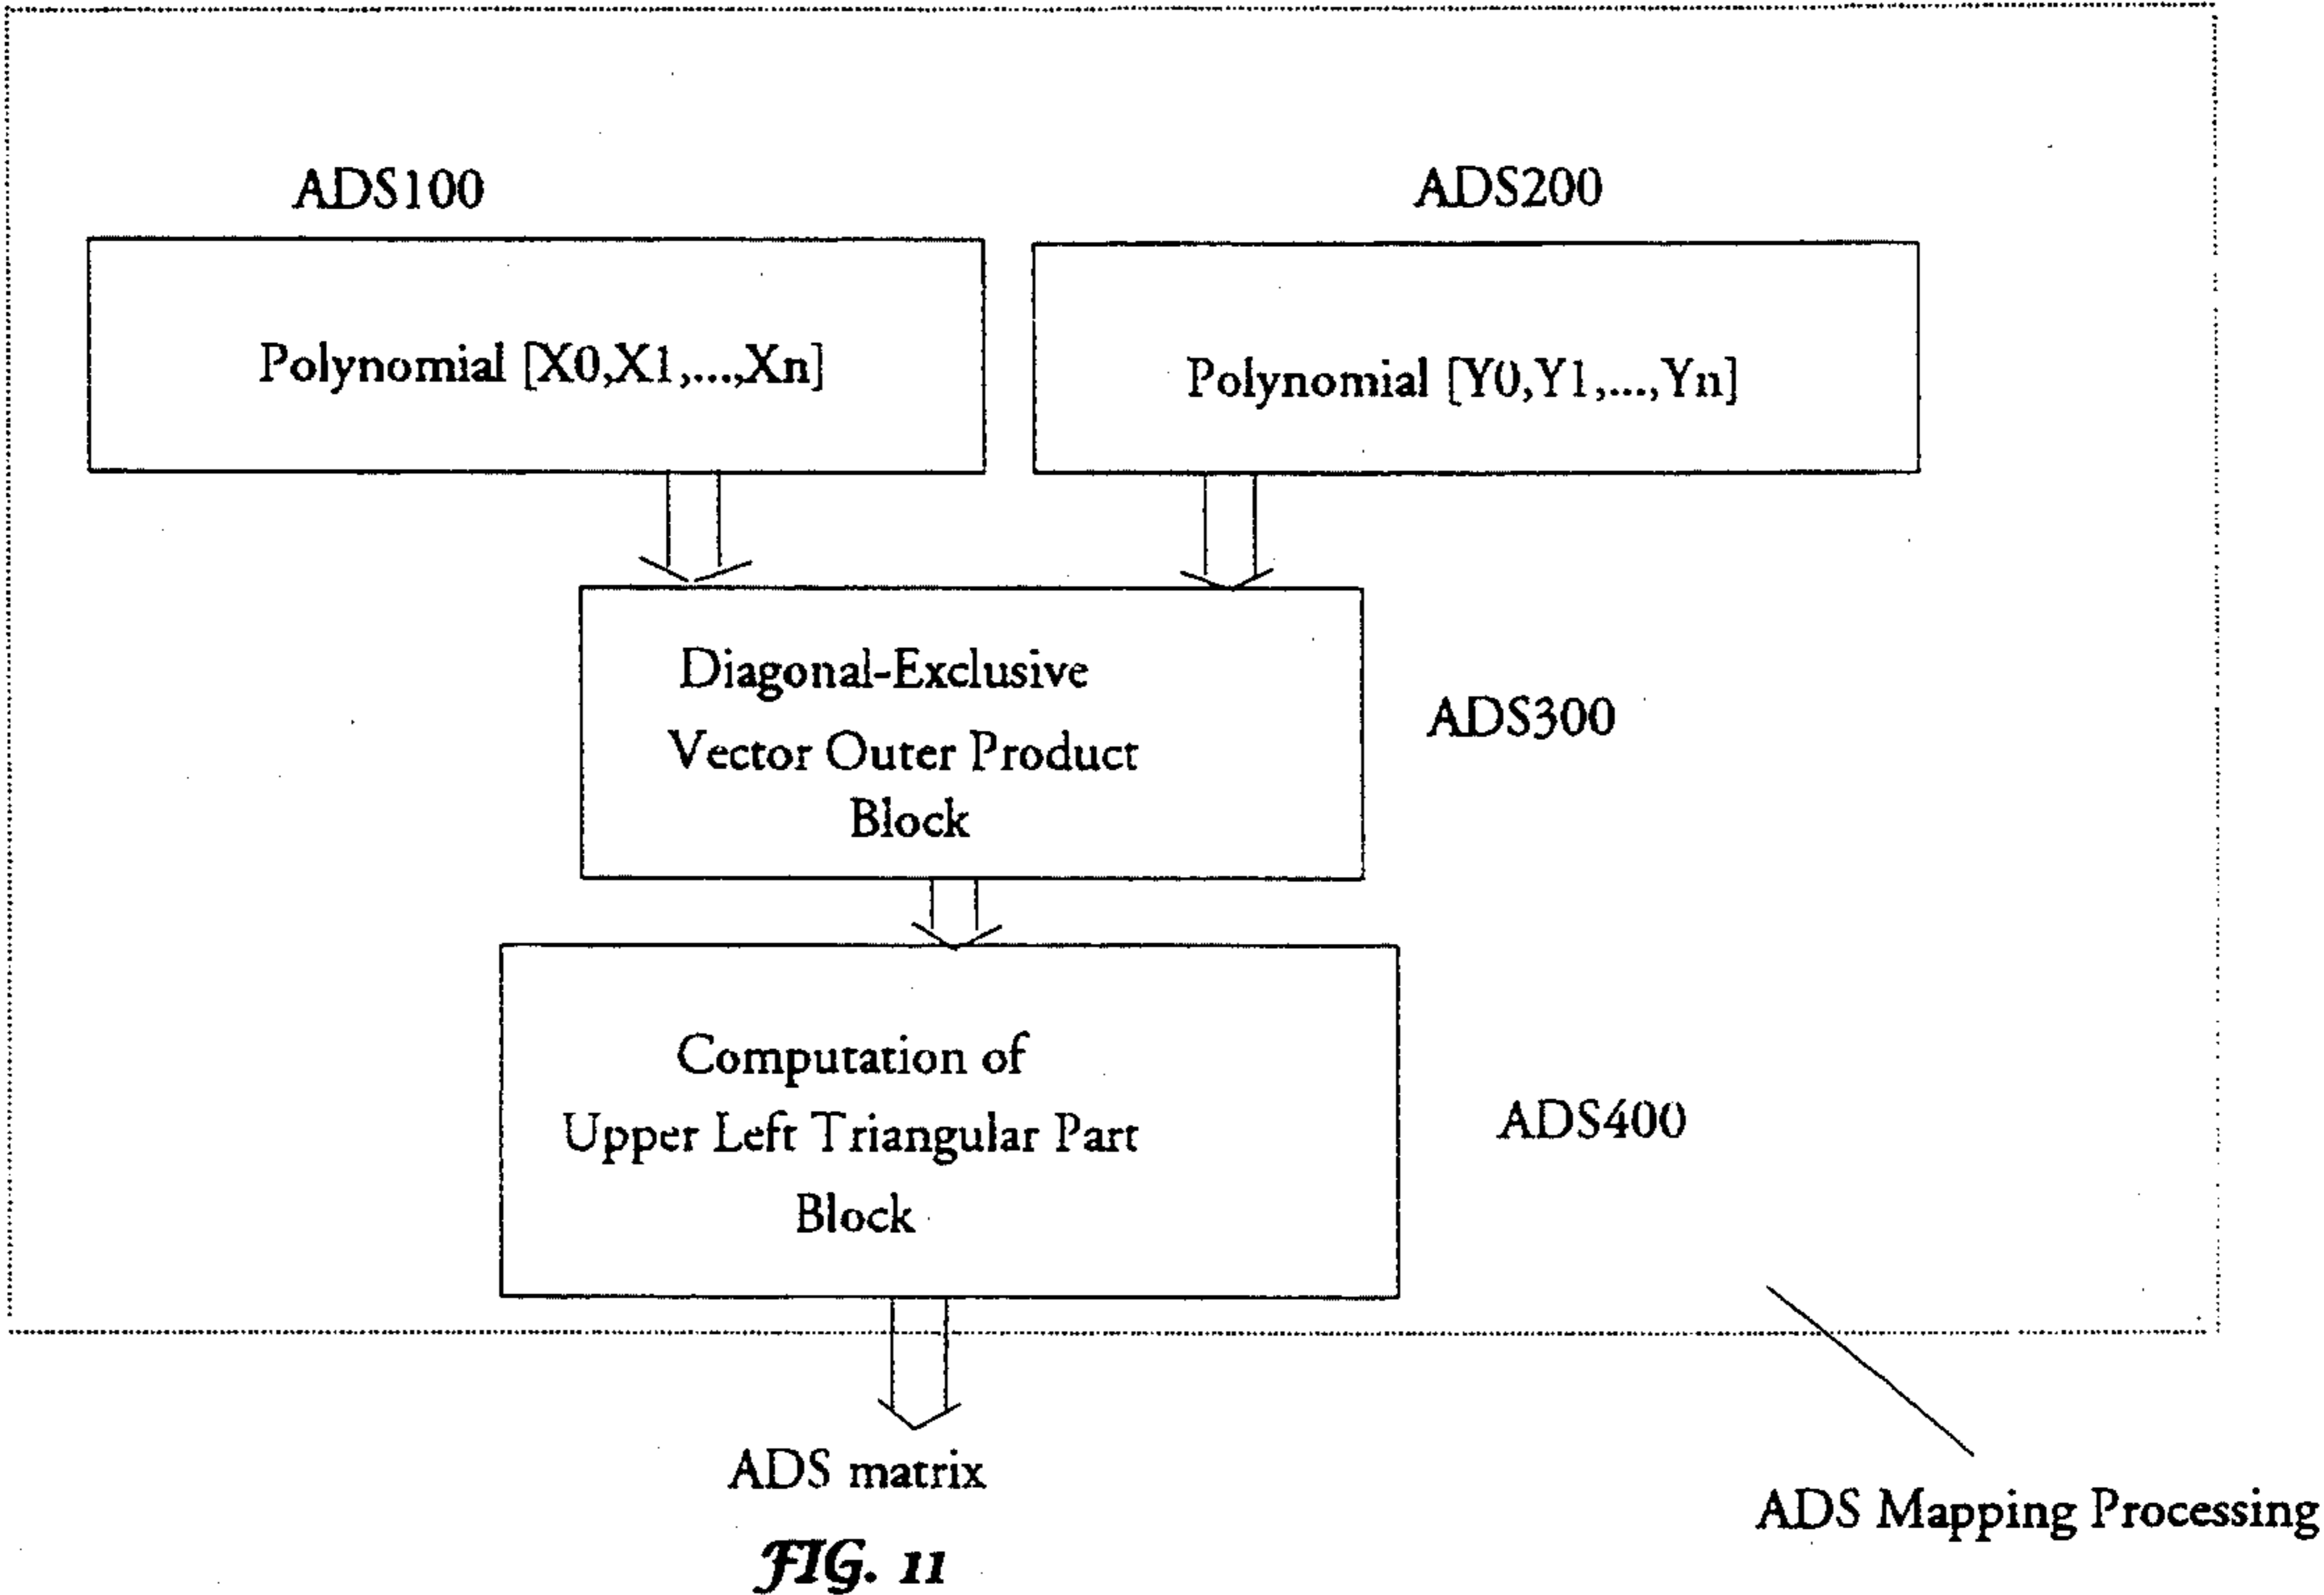 ADS100
ADS200
Polynomial [X0,X1,...,Xn]
Polynomial [Y0,Y1,...,Yn]
Diagonal-Exclusive
Vector Outer Product
Block
ADS300
Computation of
Upper Left Triangular Part
Block
ADS400
ADS matrix
ADS Mapping Processing
FIG. 11